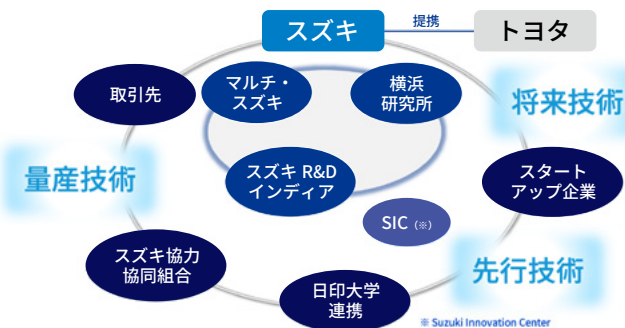 スズキ
提携
トヨタ
取引先
マルチ・
スズキ
横浜
研究所
将来技術
量産技術
スズキ R&D
インディア
スタート
アップ企業
SIC (※)
スズキ協力
協同組合
日印大学
連携
先行技術
※ Suzuki Innovation Center